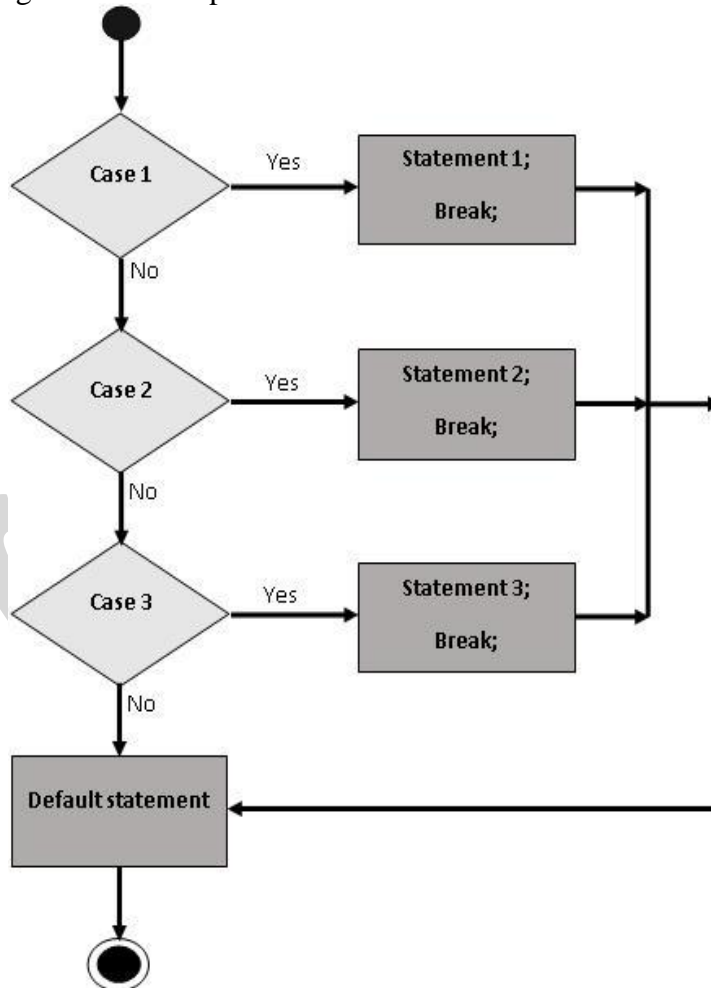 Case 1
Yes
Statement 1;
Break;
No
Case 2
Yes
Statement 2;
Break;
No
Case 3
Yes
Statement 3;
Break;
No
Default statement